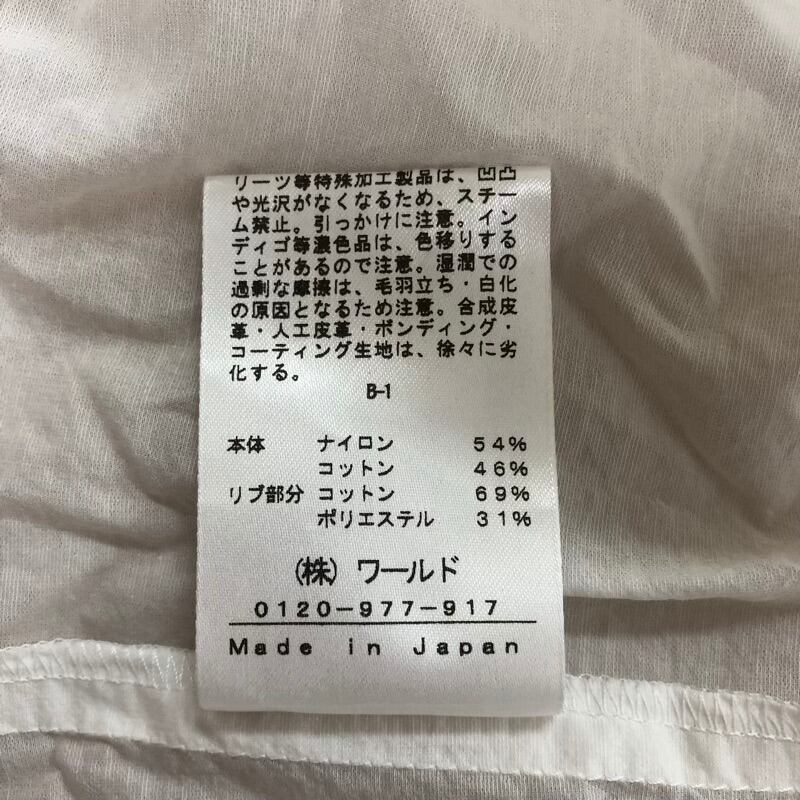 リーツ等特殊加工製品は、凹凸
や光沢がなくなるため、スチー
ム禁止。引っかけに注意。イン
ディゴ等濃色品は、色移りする
ことがあるので注意。湿潤での
過剰な摩擦は、毛羽立ち・白化
の原因となるため注意。合成皮
革・人工皮革・ボンディング・
コーティング生地は、徐々に劣
化する。
B-1
本体 ナイロン 54%
コットン 46%
リブ部分 コットン 69%
ポリエステル 31%
(株) ワールド
0120-977-917
Made in Japan